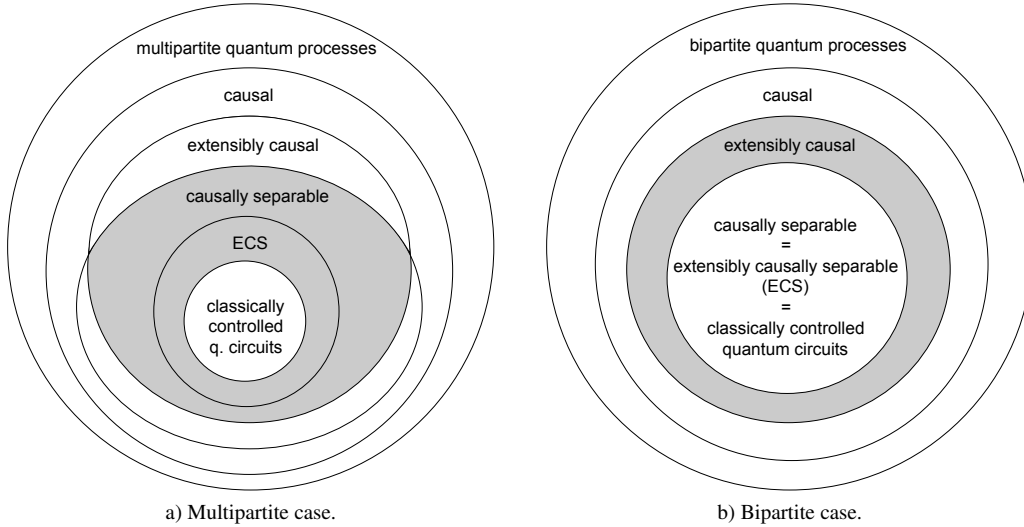 multipartite quantum processes
causal
extensibly causal
causally separable
ECS
classically
controlled
q. circuits
a) Multipartite case.
bipartite quantum processes
causal
extensibly causal
causally separable
=
extensibly causally separable
(ECS)
=
classically controlled
quantum circuits
b) Bipartite case.